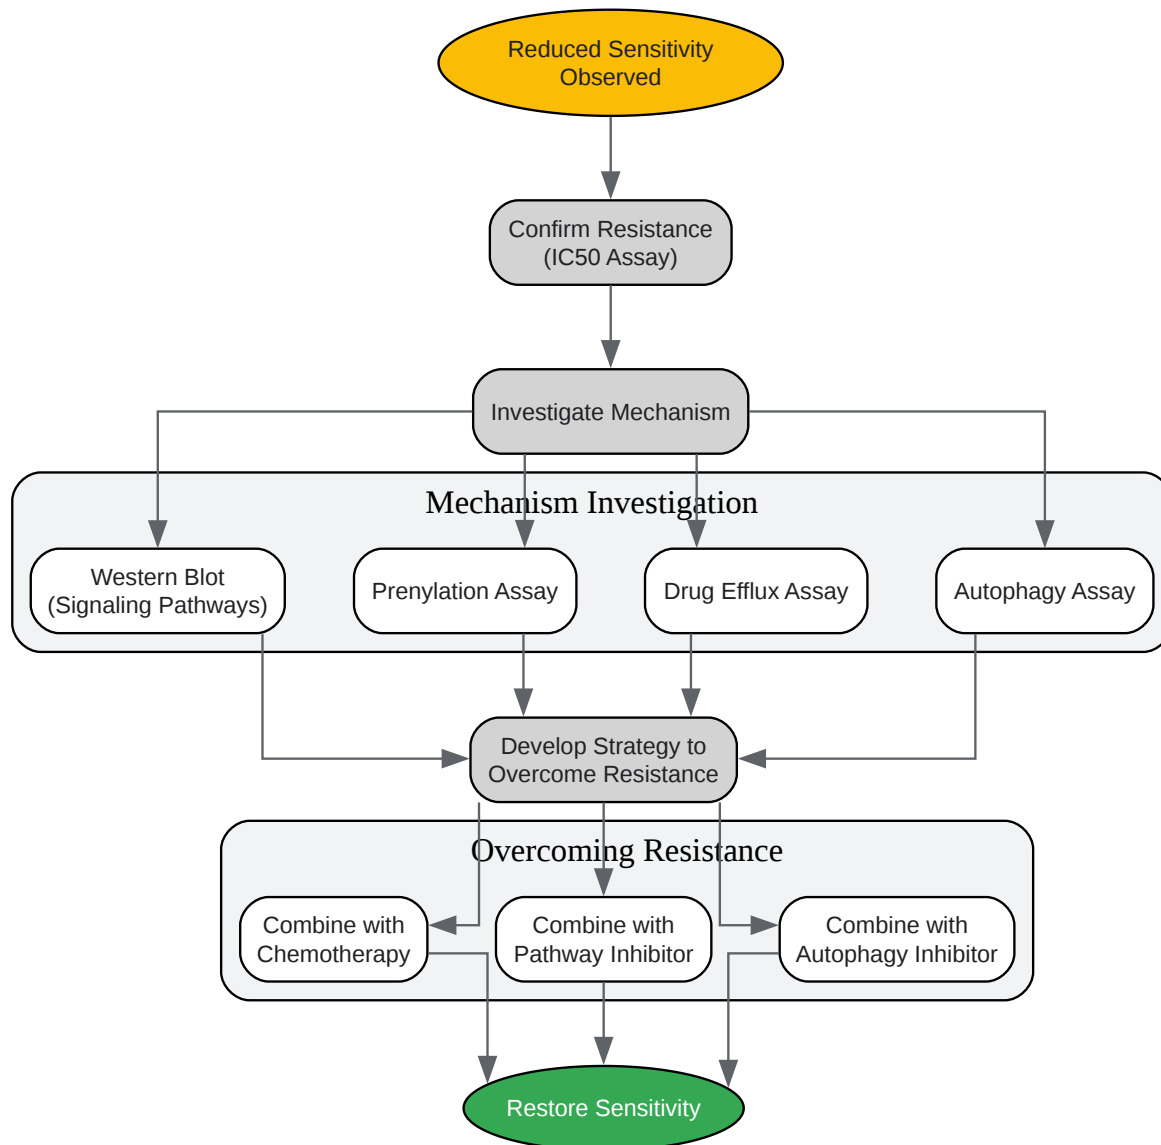 Reduced Sensitivity
Observed
Confirm Resistance
(IC50 Assay)
Investigate Mechanism
Mechanism Investigation
Western Blot
(Signaling Pathways)
Prenylation Assay
Drug Efflux Assay
Autophagy Assay
Develop Strategy to
Overcome Resistance
Overcoming Resistance
Combine with
Chemotherapy
Combine with
Pathway Inhibitor
Combine with
Autophagy Inhibitor
Restore Sensitivity